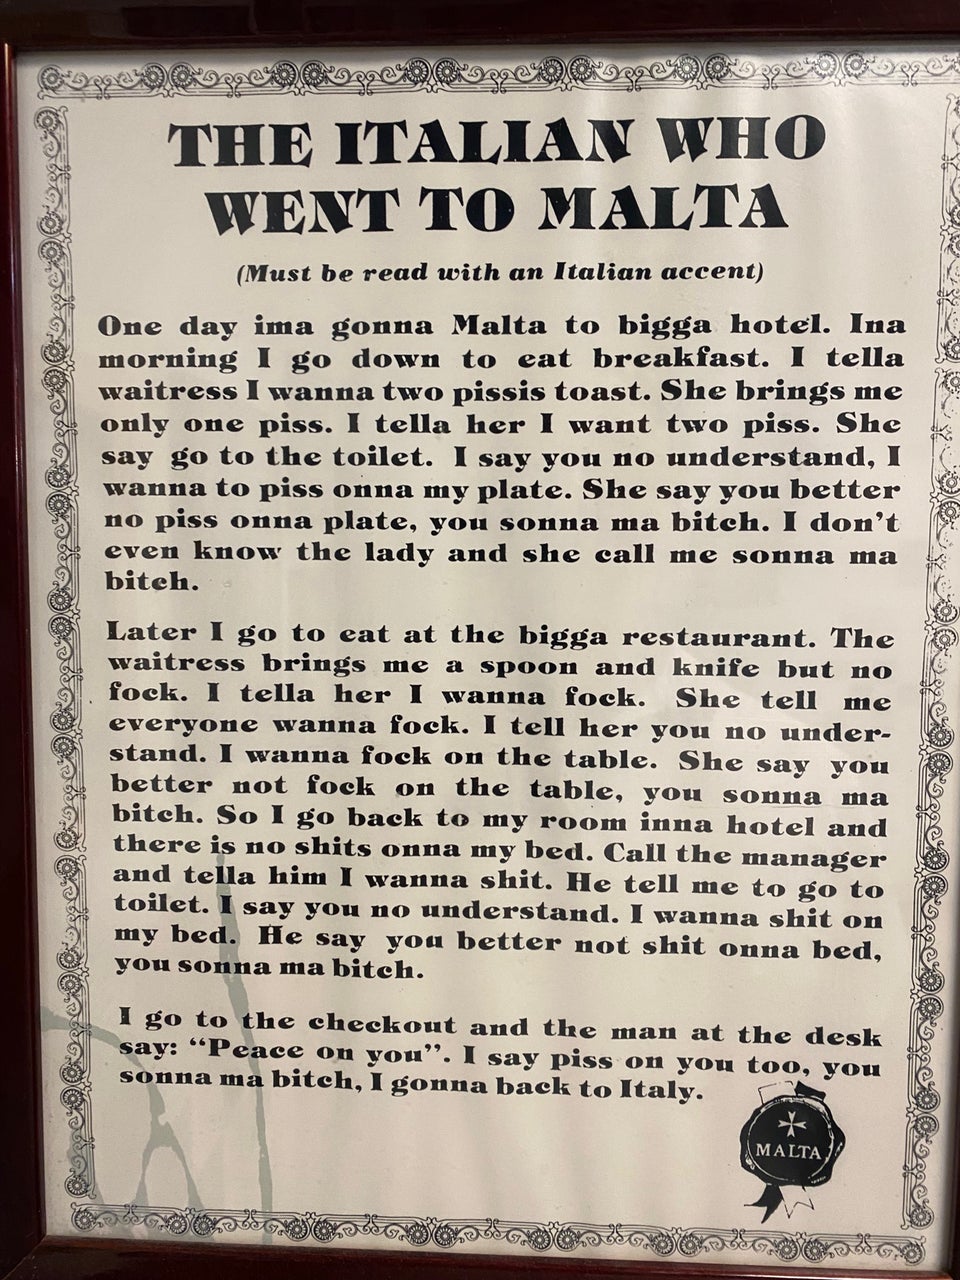 THE ITALIAN WHO
WENT TO MALTA
(Must be read with an Italian accent)
One day ima gonna Malta to bigga hotel. Ina
morning I go down to eat breakfast. I tella
waitress I wanna two pissis toast. She brings me
only one piss. I tella her I want two piss. She
say go to the toilet. I say you no understand, I
wanna to piss onna my plate. She say you better
no piss onna plate, you sonna ma bitch. I don't
even know the lady and she call me sonna ma
bitch.
Later I go to eat at the bigga restaurant. The
waitress brings me a spoon and knife but no
fock. I tella her I wanna fock. She tell me
everyone wanna fock. I tell her you no under-
stand. I wanna fock on the table. She say you
better not fock on the table, you sonna ma
bitch. So I go back to my room inna hotel and
there is no shits onna my bed. Call the manager
and tella him I wanna shit. He tell me to go to
toilet. I say you no understand. I wanna shit on
my bed. He say you better not shit onna bed,
you sonna ma bitch.
I go to the checkout and the man at the desk
say: “Peace on you”. I say piss on you too, you
sonna ma bitch, I gonna back to Italy.
MALTA